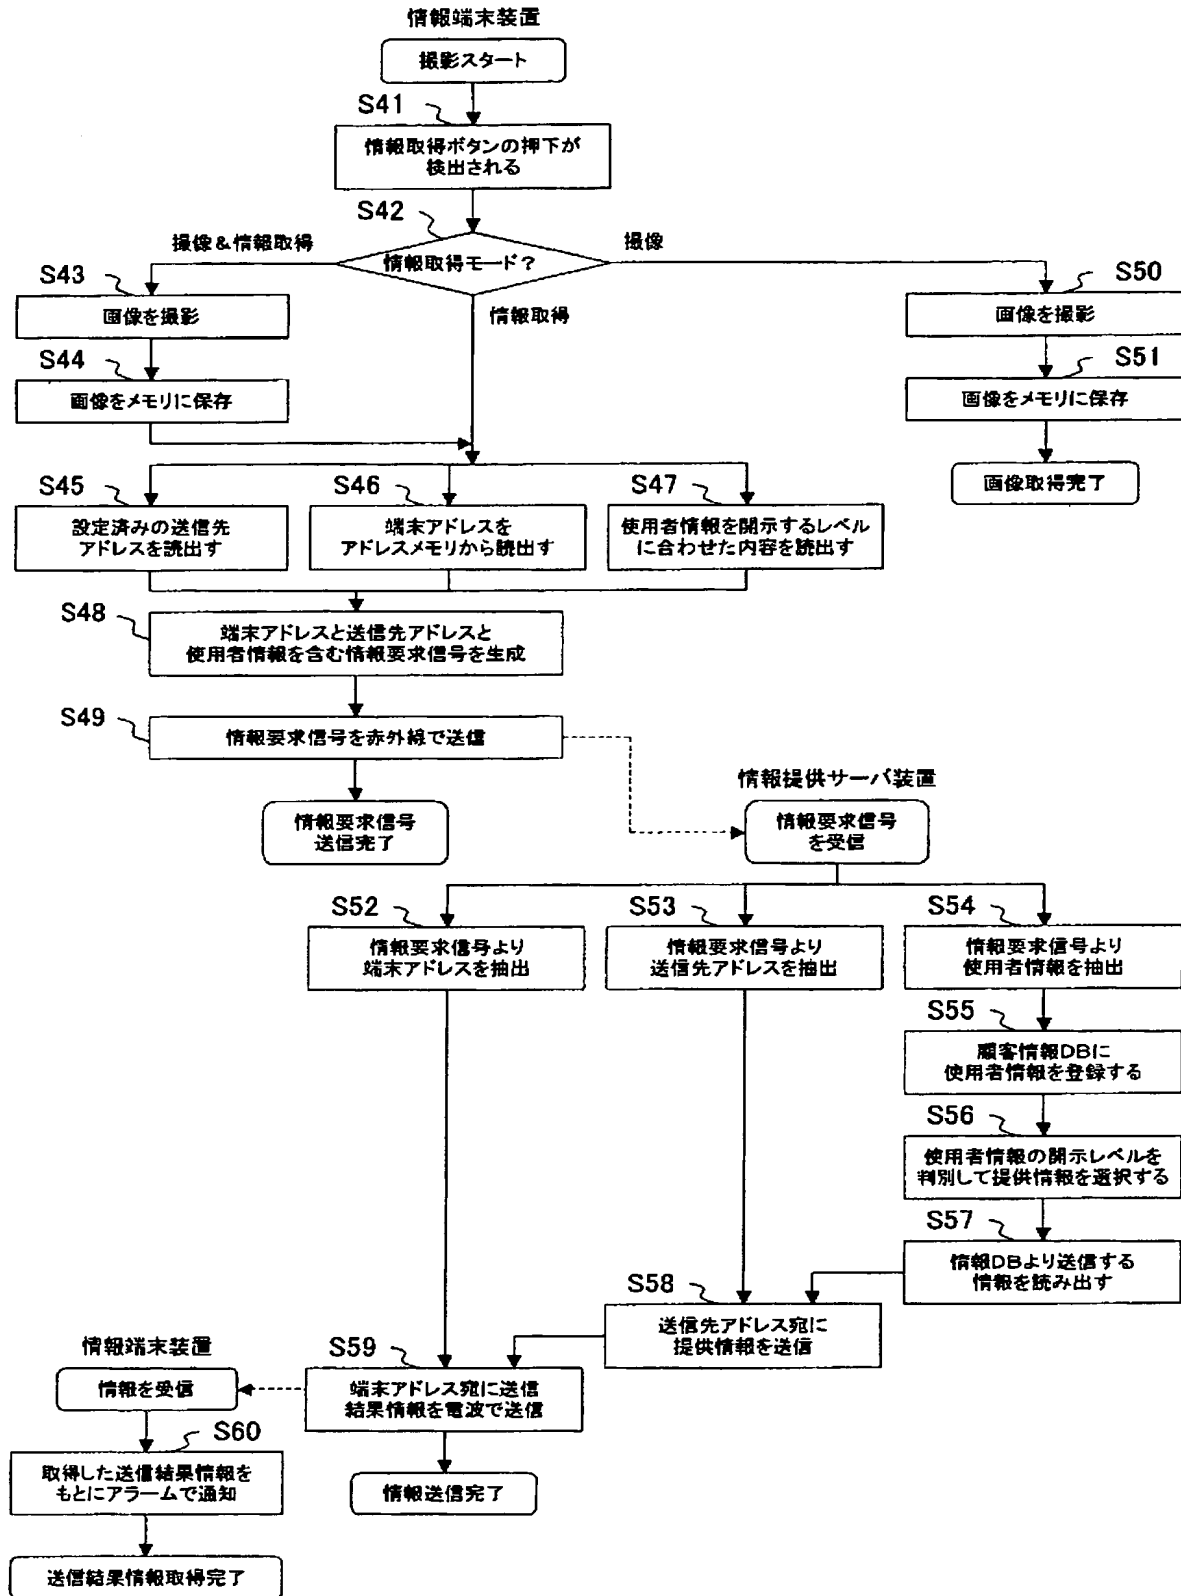 情報端末装置
撮影スタート
S41
情報取得ボタンの押下が
検出される
S42
情報取得モード？
撮像＆情報取得
撮像
情報取得
S43
画像を撮影
S44
画像をメモリに保存
S50
画像を撮影
S51
画像をメモリに保存
画像取得完了
S45
設定済みの送信先
アドレスを読出す
S46
端末アドレスを
アドレスメモリから読出す
S47
使用者情報を開示するレベル
に合わせた内容を読出す
S48
端末アドレスと送信先アドレスと
使用者情報を含む情報要求信号を生成
S49
情報要求信号を赤外線で送信
情報要求信号
送信完了
情報提供サーバ装置
情報要求信号
を受信
S52
情報要求信号より
端末アドレスを抽出
S53
情報要求信号より
送信先アドレスを抽出
S54
情報要求信号より
使用者情報を抽出
S55
顧客情報DBに
使用者情報を登録する
S56
使用者情報の開示レベルを
判別して提供情報を選択する
S57
情報DBより送信する
情報を読み出す
S58
送信先アドレス宛に
提供情報を送信
S59
端末アドレス宛に送信
結果情報を電波で送信
情報送信完了
情報端末装置
情報を受信
S60
取得した送信結果情報を
もとにアラームで通知
送信結果情報取得完了